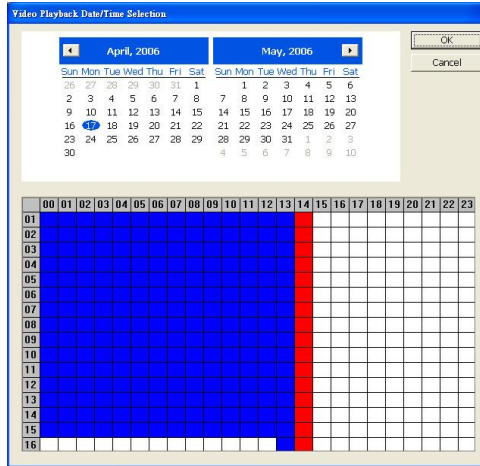 Video Playback Date/Time Selection
OK
Cancel
April, 2006
Sun Mon Tue Wed Thu Fri Sat
26 27 28 29 30 31 1
2 3 4 5 6 7 8
9 10 11 12 13 14 15
16 17 18 19 20 21 22
23 24 25 26 27 28 29
30
May, 2006
Sun Mon Tue Wed Thu Fri Sat
1 2 3 4 5 6
7 8 9 10 11 12 13
14 15 16 17 18 19 20
21 22 23 24 25 26 27
28 29 30 31 1 2 3
4 5 6 7 8 9 10
00 01 02 03 04 05 06 07 08 09 10 11 12 13 14 15 16 17 18 19 20 21 22 23
01
02
03
04
05
06
07
08
09
10
11
12
13
14
15
16